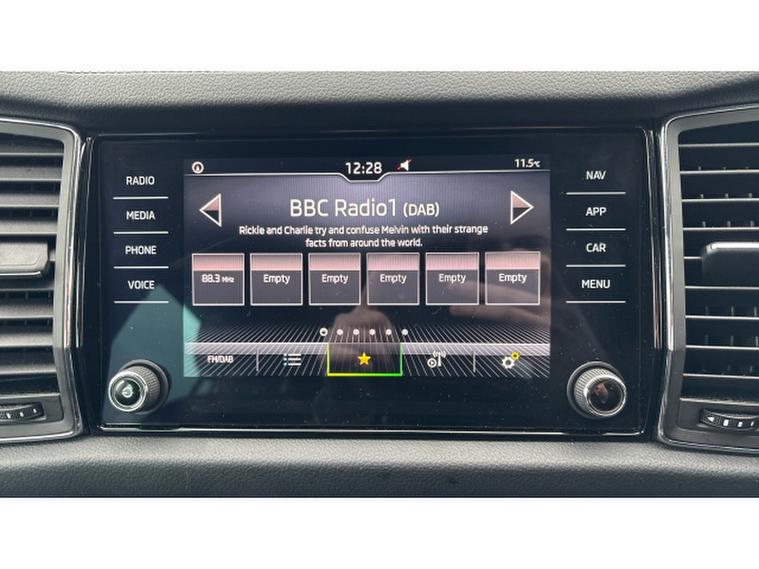 12:28 11.5°C
RADIO
MEDIA
PHONE
VOICE
BBC Radio1 (DAB)
Rickie and Charlie try and confuse Melvin with their strange
facts from around the world.
88.3 MHz Empty Empty Empty Empty Empty
FM/DAB
NAV
APP
CAR
MENU